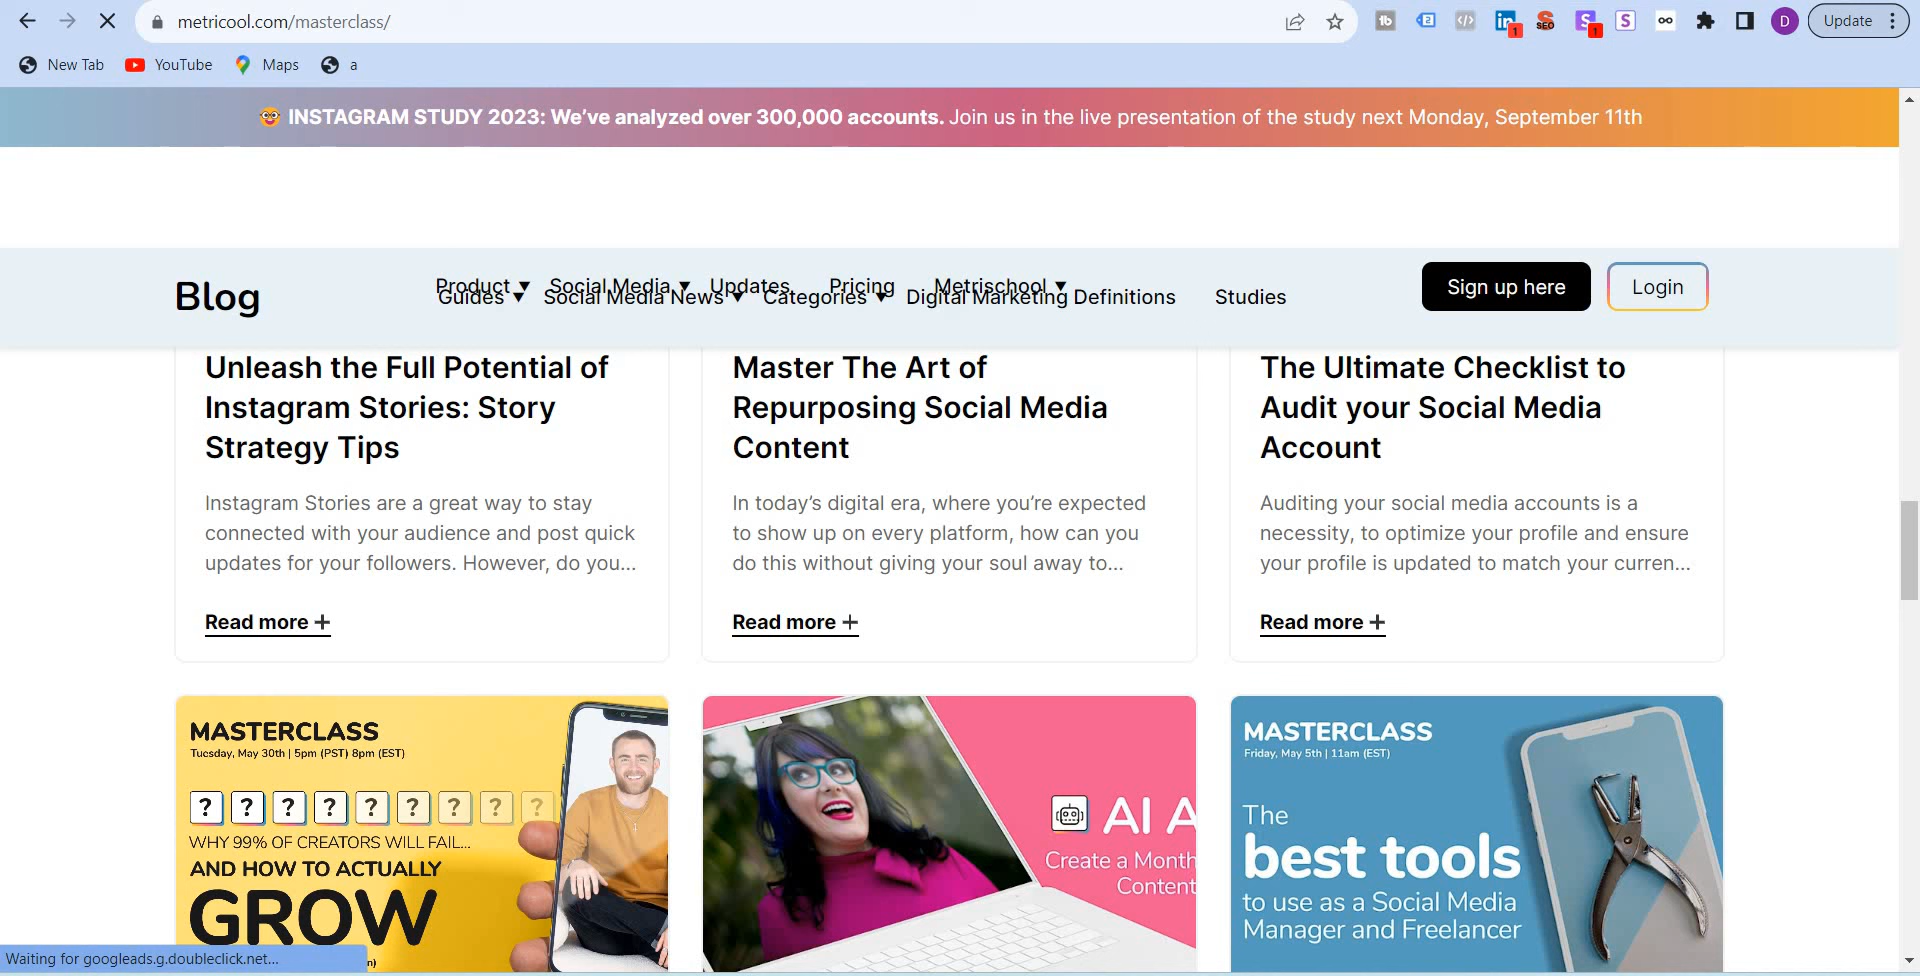 metricool.com/masterclass/
Update
New Tab
YouTube
Maps
a
INSTAGRAM STUDY 2023: We've analyzed over 300,000 accounts. Join us in the live presentation of the study next Monday, September 11th
Blog
Product ▼ Social Media ▼ Updates Pricing Metrischool ▼
Guides ▼ Social Media News ▼ Categories ▼ Digital Marketing Definitions Studies
Sign up here
Login
Unleash the Full Potential of
Instagram Stories: Story
Strategy Tips
Instagram Stories are a great way to stay
connected with your audience and post quick
updates for your followers. However, do you...
Read more +
Master The Art of
Repurposing Social Media
Content
In today's digital era, where you're expected
to show up on every platform, how can you
do this without giving your soul away to...
Read more +
The Ultimate Checklist to
Audit your Social Media
Account
Auditing your social media accounts is a
necessity, to optimize your profile and ensure
your profile is updated to match your curren...
Read more +
MASTERCLASS
Tuesday, May 30th | 5pm (PST) 8pm (EST)
? ? ? ? ? ? ? ? ?
WHY 99% OF CREATORS WILL FAIL...
AND HOW TO ACTUALLY
GROW
AI A
Create a Month
Content
MASTERCLASS
Friday, May 5th | 11am (EST)
The
best tools
to use as a Social Media
Manager and Freelancer
Waiting for googleads.g.doubleclick.net...